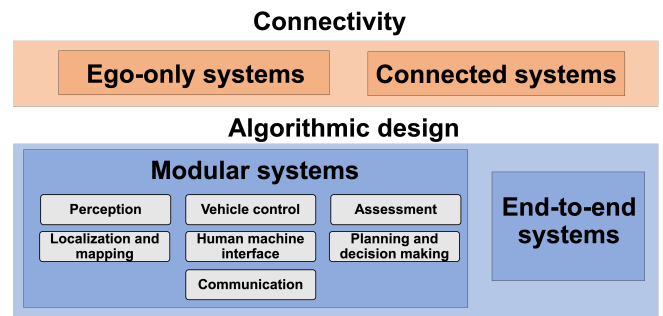 Connectivity
Ego-only systems
Connected systems
Algorithmic design
Modular systems
Perception
Vehicle control
Assessment
Localization and
mapping
Human machine
interface
Planning and
decision making
Communication
End-to-end
systems